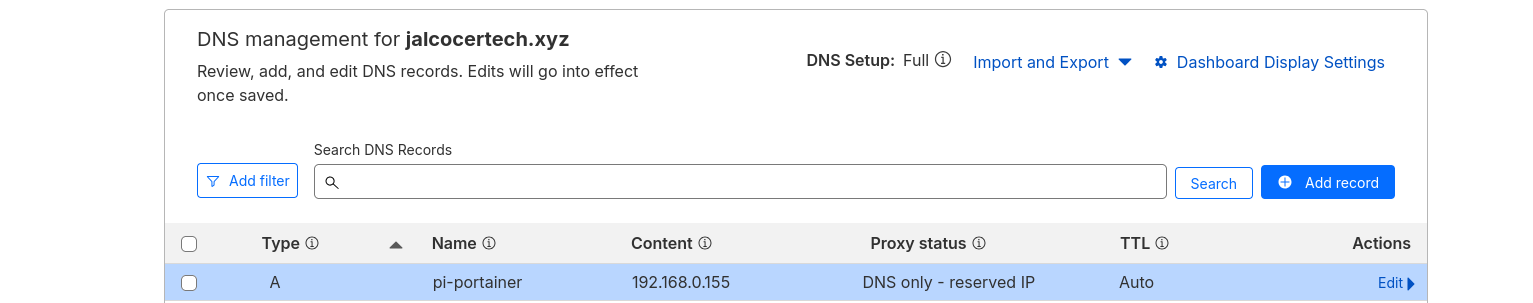 DNS management for jalcocertech.xyz
Review, add, and edit DNS records. Edits will go into effect
once saved.
DNS Setup: Full Import and Export Dashboard Display Settings
Search DNS Records
Add filter Search Add record
Type Name Content Proxy status TTL Actions
A pi-portainer 192.168.0.155 DNS only - reserved IP Auto Edit